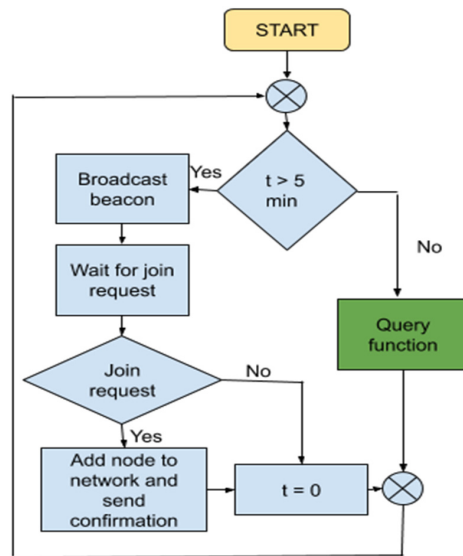 START
t > 5
min
Yes
Broadcast
beacon
No
Wait for join
request
Query
function
Join
request
No
Yes
Add node to
network and
send
confirmation
t = 0